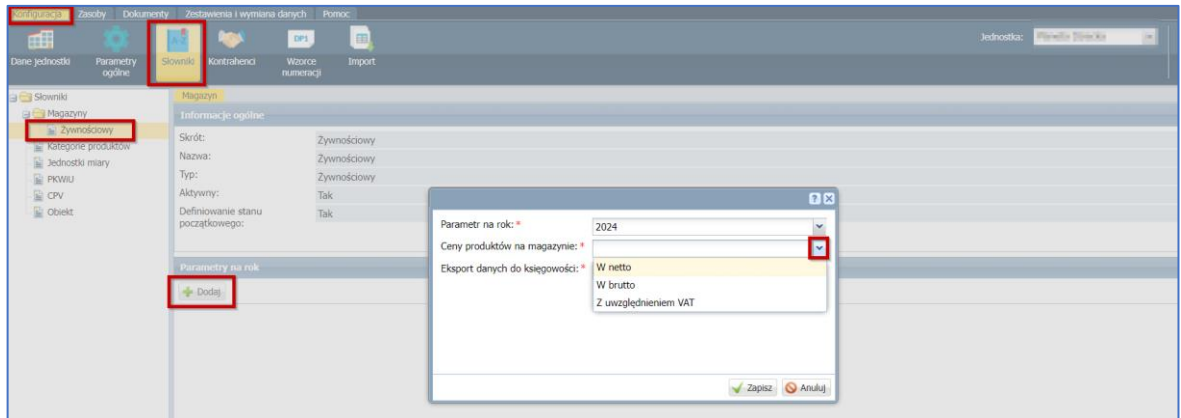 Konfiguracja Zasoby Dokumenty Zestawienia i wymiana danych Pomoc
Dane jednostki Parametry ogólne Słowniki Kontrahenci Wzorce numeracji Import
A-Z DP1
Jednostka:
Słowniki
Magazyny
Żywnościowy
Kategorie produktów
Jednostki miary
PKWiU
CPV
Obiekt
Magazyn
Informacje ogólne
Skrót: Żywnościowy
Nazwa: Żywnościowy
Typ: Żywnościowy
Aktywny: Tak
Definiowanie stanu początkowego: Tak
Parametry na rok
Dodaj
Parametr na rok: * 2024
Ceny produktów na magazynie: *
Eksport danych do księgowości: *
W netto
W brutto
Z uwzględnieniem VAT
Zapisz Anuluj